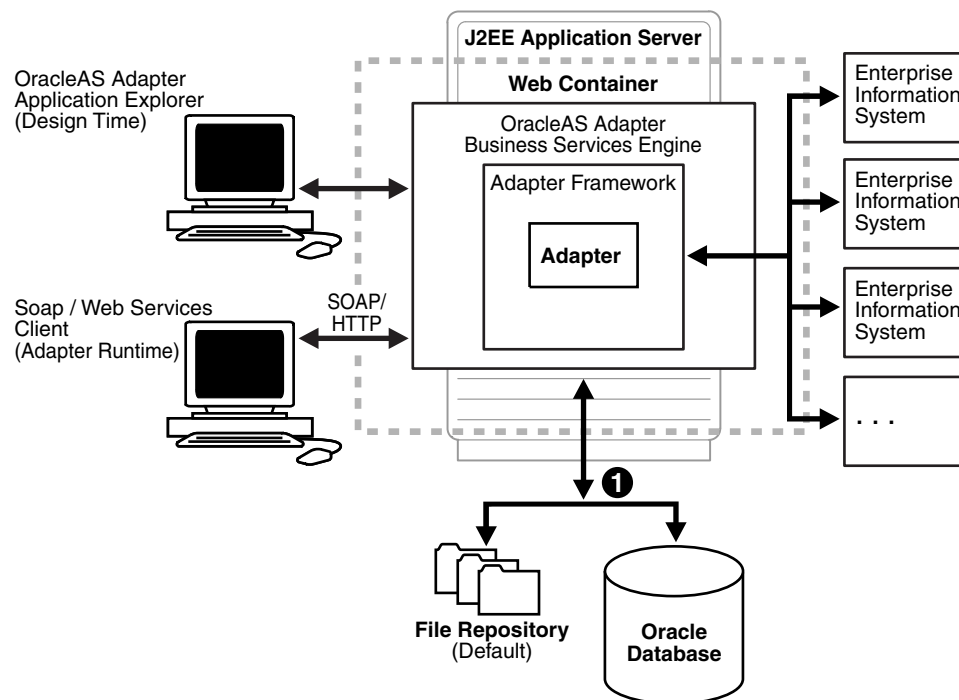 J2EE Application Server
Web Container
OracleAS Adapter
Application Explorer
(Design Time)
OracleAS Adapter
Business Services Engine
Adapter Framework
Adapter
Enterprise
Information
System
Enterprise
Information
System
Soap / Web Services
Client
(Adapter Runtime)
SOAP/
HTTP
Enterprise
Information
System
. . .
1
File Repository
(Default)
Oracle
Database